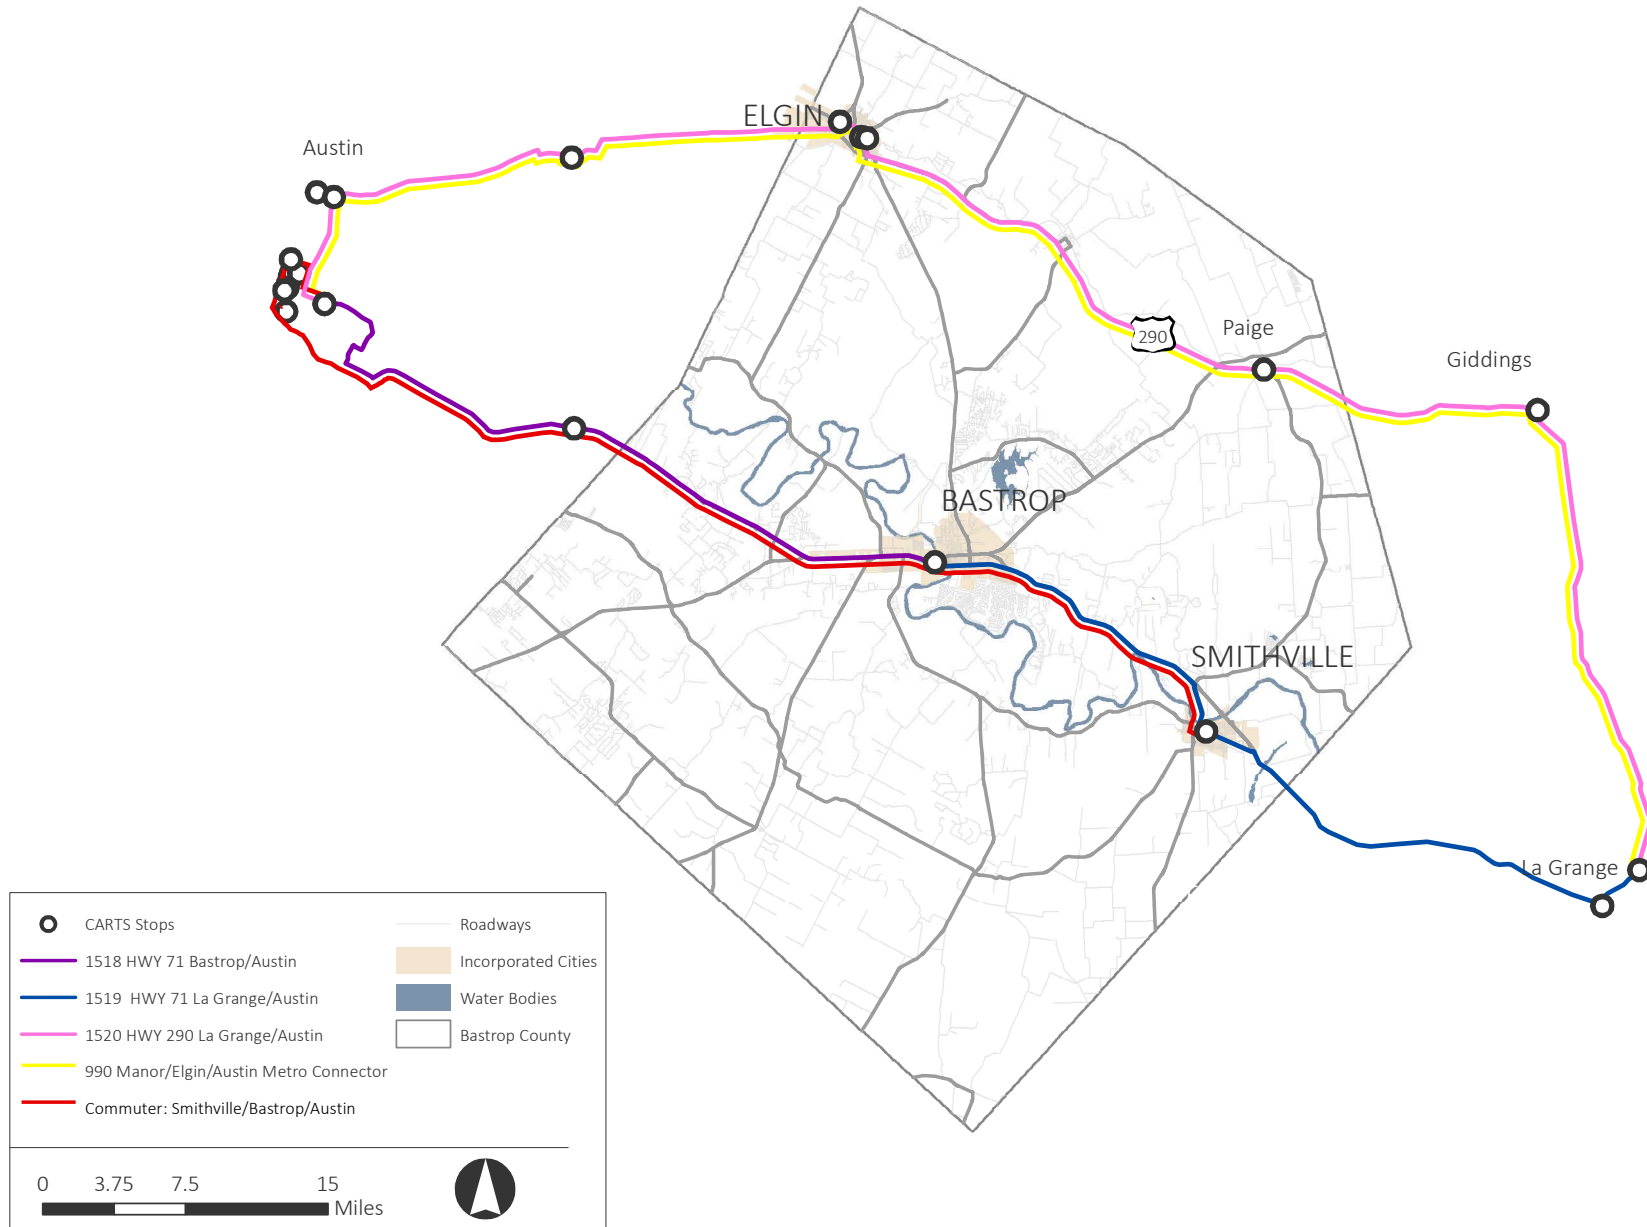 ELGIN
Austin
290
Paige
Giddings
BASTROP
SMITHVILLE
La Grange
CARTS Stops
1518 HWY 71 Bastrop/Austin
1519 HWY 71 La Grange/Austin
1520 HWY 290 La Grange/Austin
990 Manor/Elgin/Austin Metro Connector
Commuter: Smithville/Bastrop/Austin
Roadways
Incorporated Cities
Water Bodies
Bastrop County
0 3.75 7.5 15
Miles